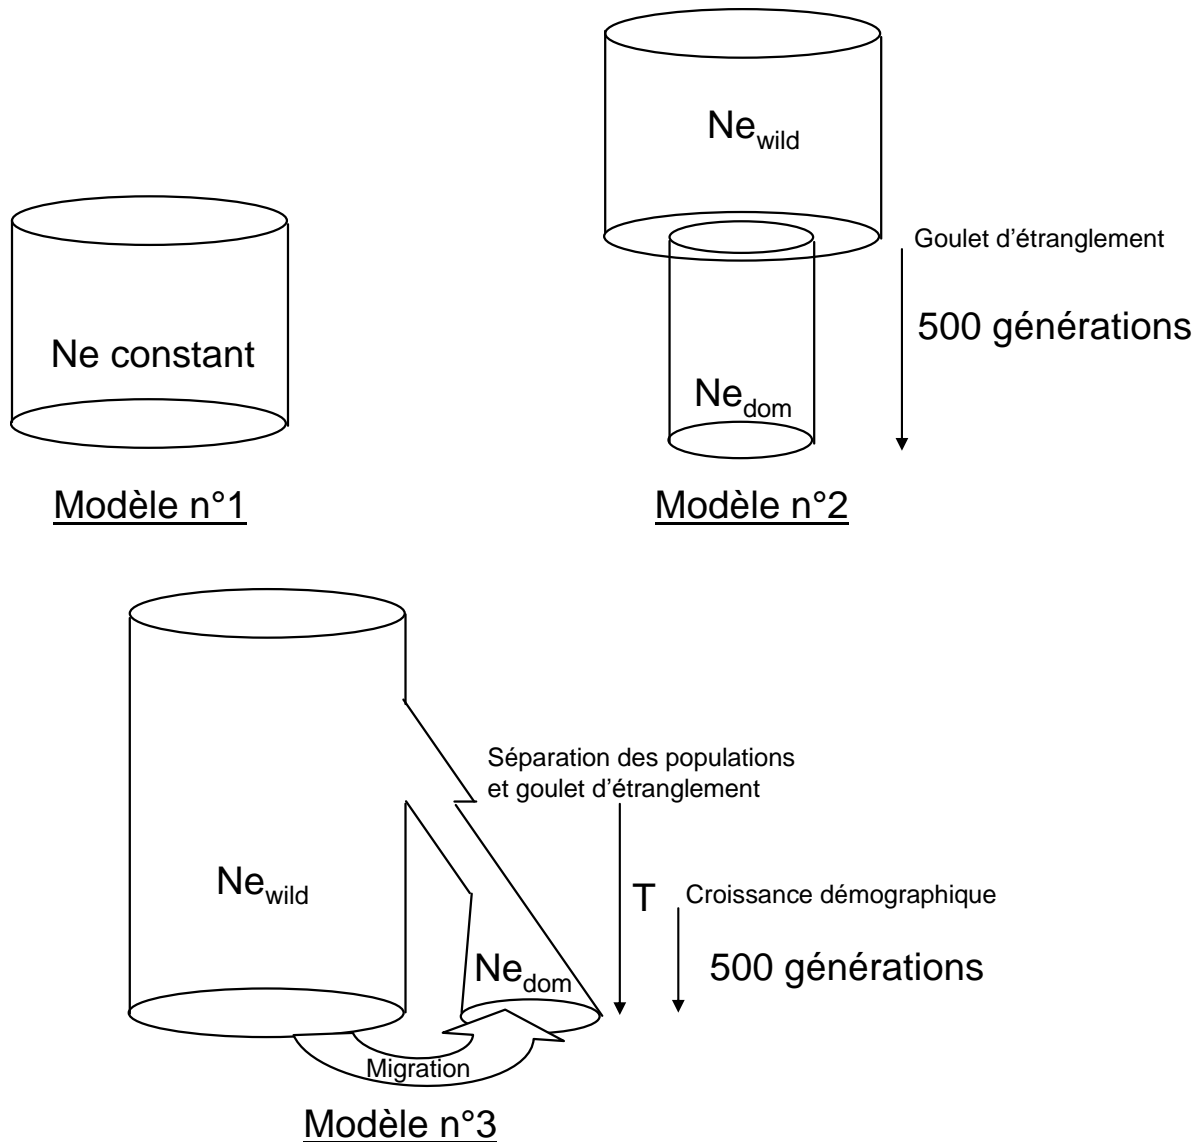 Ne constant
Modèle n°1
Ne_wild
Goulet d'étranglement
500 générations
Ne_dom
Modèle n°2
Séparation des populations
et goulet d'étranglement
T
Croissance démographique
500 générations
Ne_wild
Ne_dom
Migration
Modèle n°3